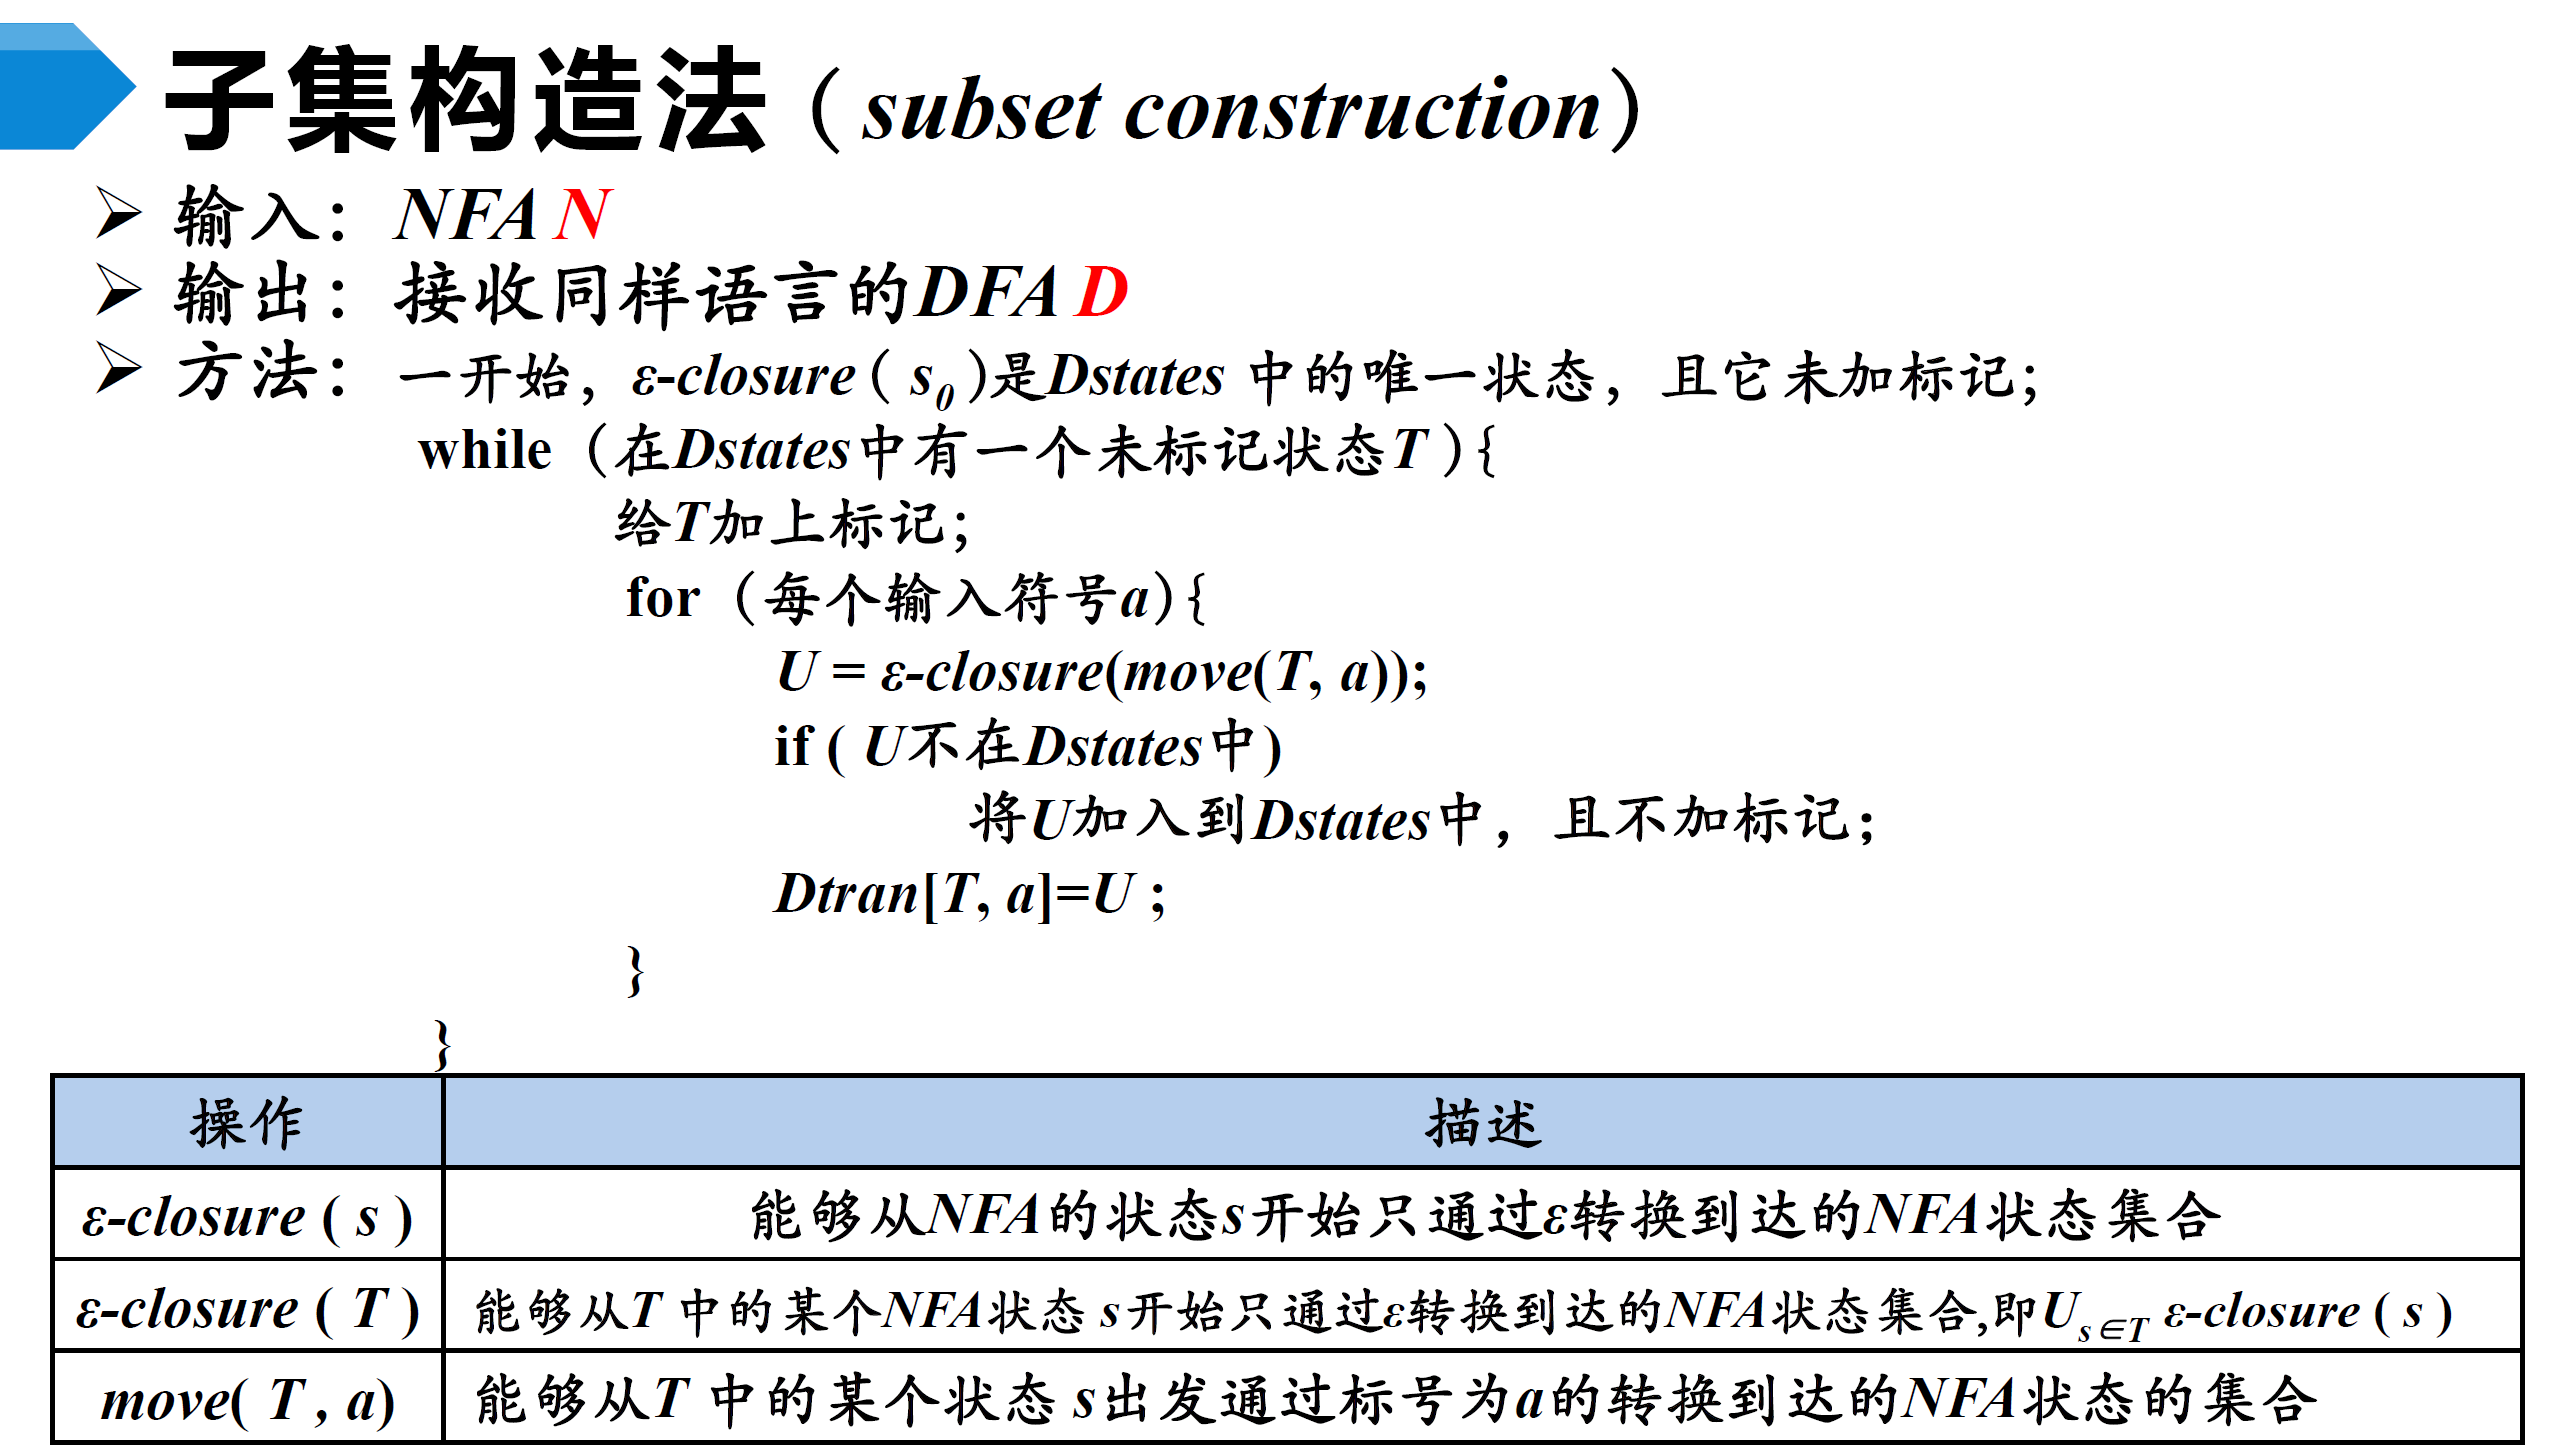 子集构造法（subset construction）
➢ 输入：NFA N
➢ 输出：接收同样语言的DFA D
➢ 方法：一开始，ε-closure ( s0 )是Dstates 中的唯一状态，且它未加标记；
while（在Dstates中有一个未标记状态T ）{
给T加上标记；
for（每个输入符号a）{
U = ε-closure(move(T, a));
if ( U不在Dstates中)
将U加入到Dstates中，且不加标记；
Dtran[T, a]=U ;
}
}
操作 描述
ε-closure ( s ) 能够从NFA的状态s开始只通过ε转换到达的NFA状态集合
ε-closure ( T ) 能够从T 中的某个NFA状态 s开始只通过ε转换到达的NFA状态集合,即U s∈T ε-closure ( s )
move( T , a) 能够从T 中的某个状态 s出发通过标号为a的转换到达的NFA状态的集合